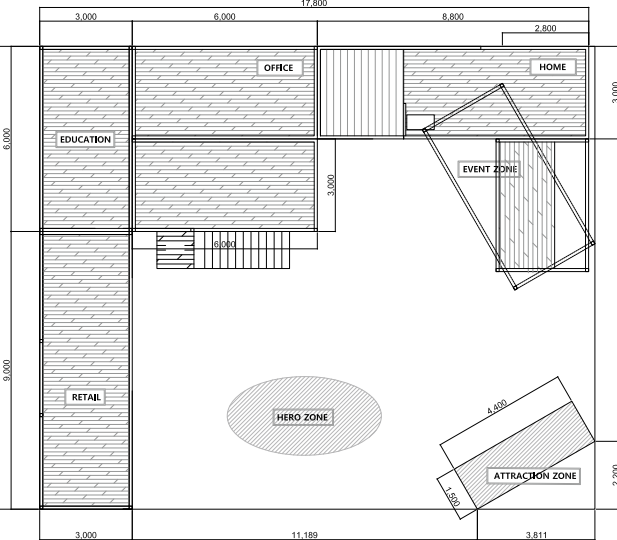 17,800
3,000
6,000
8,800
2,800
OFFICE
HOME
3,000
6,000
EDUCATION
EVENT ZONE
3,000
6,000
9,000
RETAIL
HERO ZONE
4,400
ATTRACTION ZONE
1,500
2,200
3,000
11,189
3,811